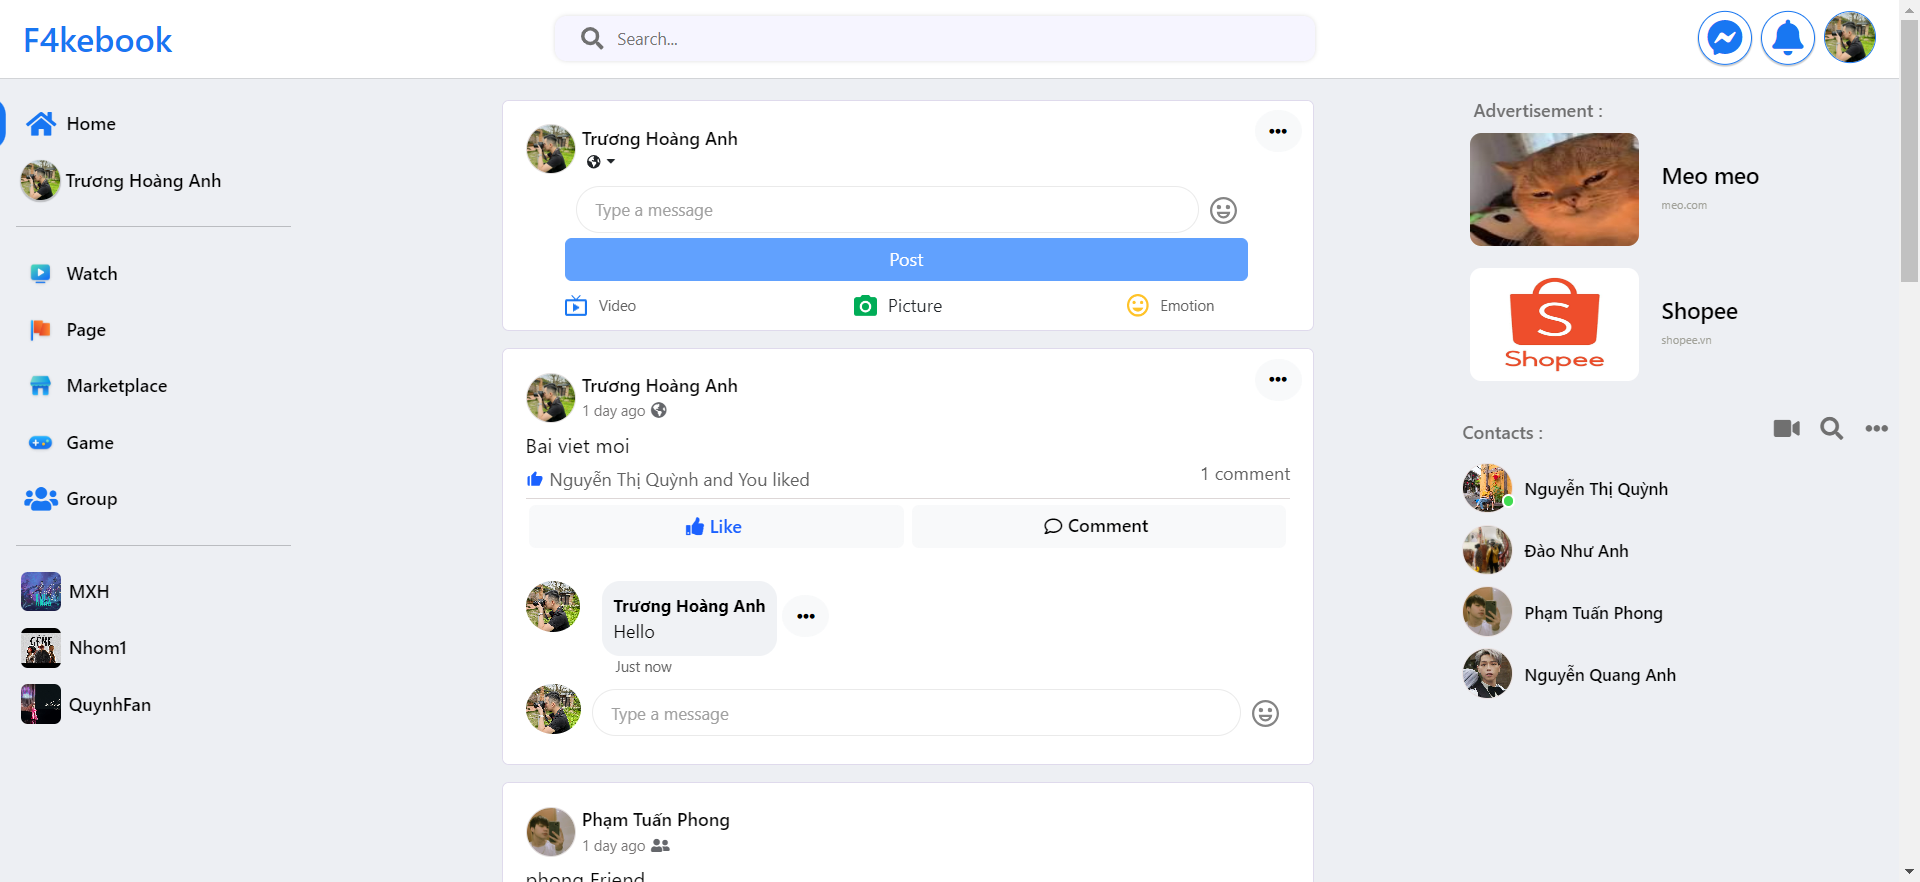 F4kebook
Search...
Home
Trương Hoàng Anh
Watch
Page
Marketplace
Game
Group
MXH
Nhom1
QuynhFan
Trương Hoàng Anh
Type a message
Post
Video
Picture
Emotion
Trương Hoàng Anh
1 day ago
Bai viet moi
Nguyễn Thị Quỳnh and You liked
1 comment
Like
Comment
Trương Hoàng Anh
Hello
Just now
Type a message
Phạm Tuấn Phong
1 day ago
phong Friend
Advertisement :
Meo meo
meo.com
S
Shopee
Shopee
shopee.vn
Contacts :
Nguyễn Thị Quỳnh
Đào Như Anh
Phạm Tuấn Phong
Nguyễn Quang Anh